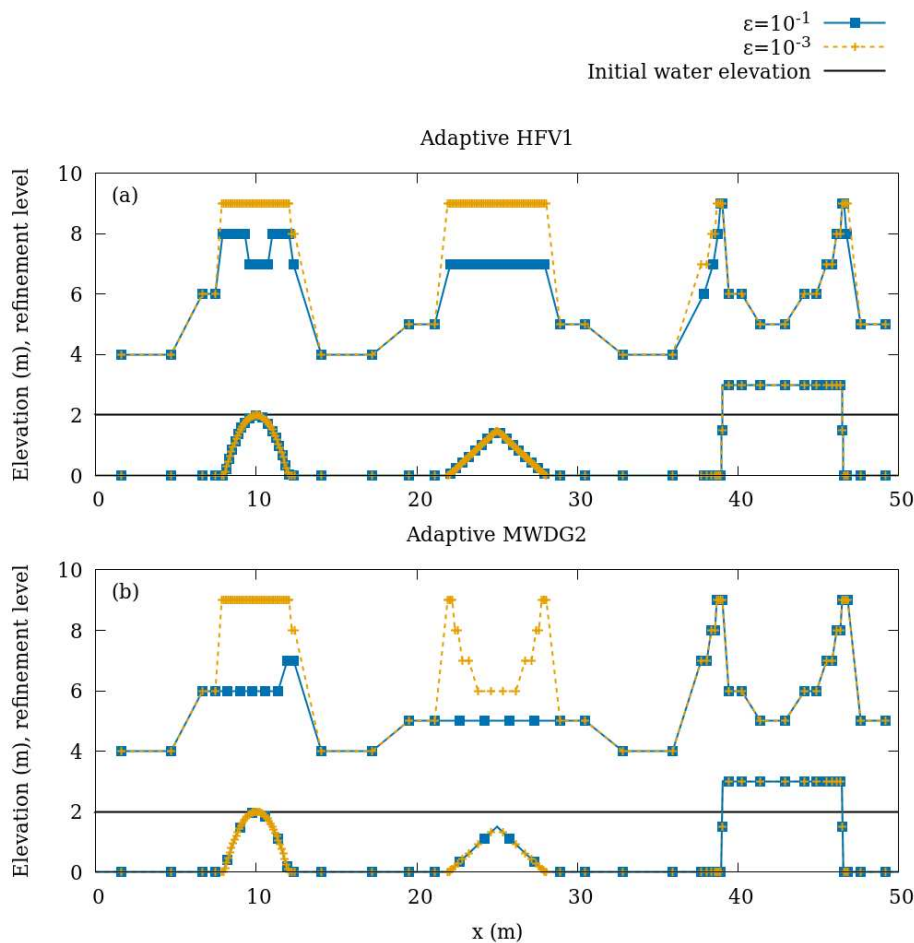 ε=10⁻¹
ε=10⁻³
Initial water elevation
Adaptive HFV1
(a)
Elevation (m), refinement level
10
8
6
4
2
0
0 10 20 30 40 50
Adaptive MWDG2
(b)
Elevation (m), refinement level
10
8
6
4
2
0
0 10 20 30 40 50
x (m)